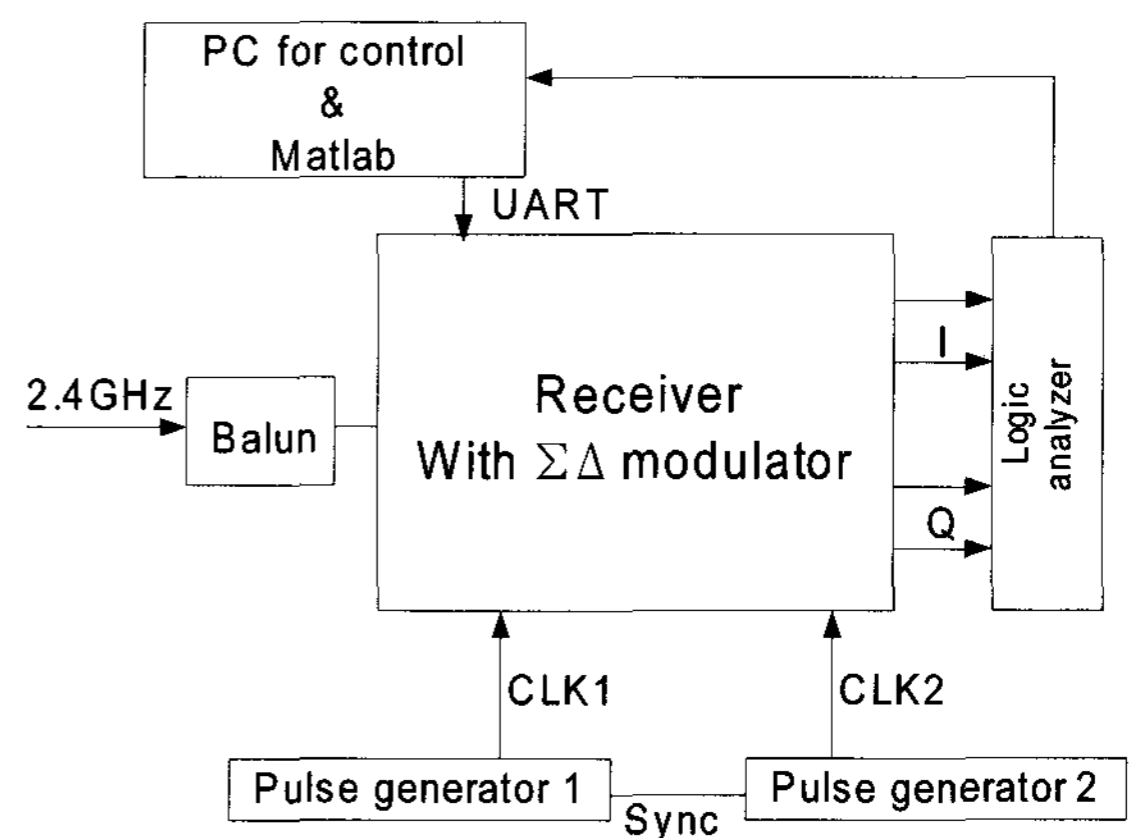 PC for control
&
Matlab
UART
2.4GHz
Balun
Receiver
With ΣΔ modulator
I
Q
Logic
analyzer
CLK1
CLK2
Pulse generator 1
Sync
Pulse generator 2